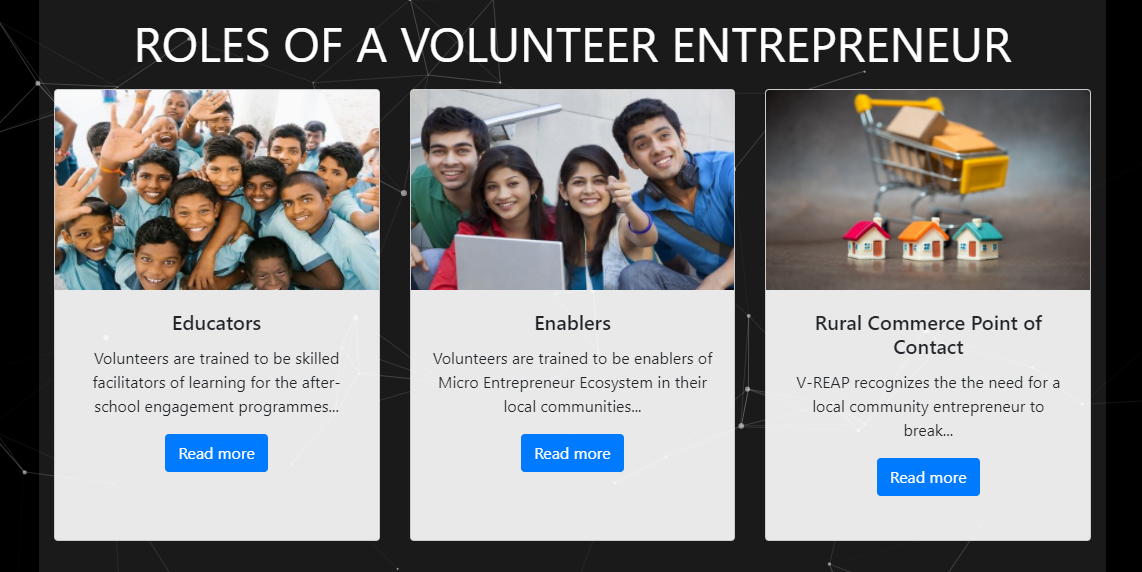 ROLES OF A VOLUNTEER ENTREPRENEUR
Educators
Volunteers are trained to be skilled
facilitators of learning for the after-
school engagement programmes...
Read more
Enablers
Volunteers are trained to be enablers of
Micro Entrepreneur Ecosystem in their
local communities...
Read more
Rural Commerce Point of
Contact
V-REAP recognizes the the need for a
local community entrepreneur to
break...
Read more